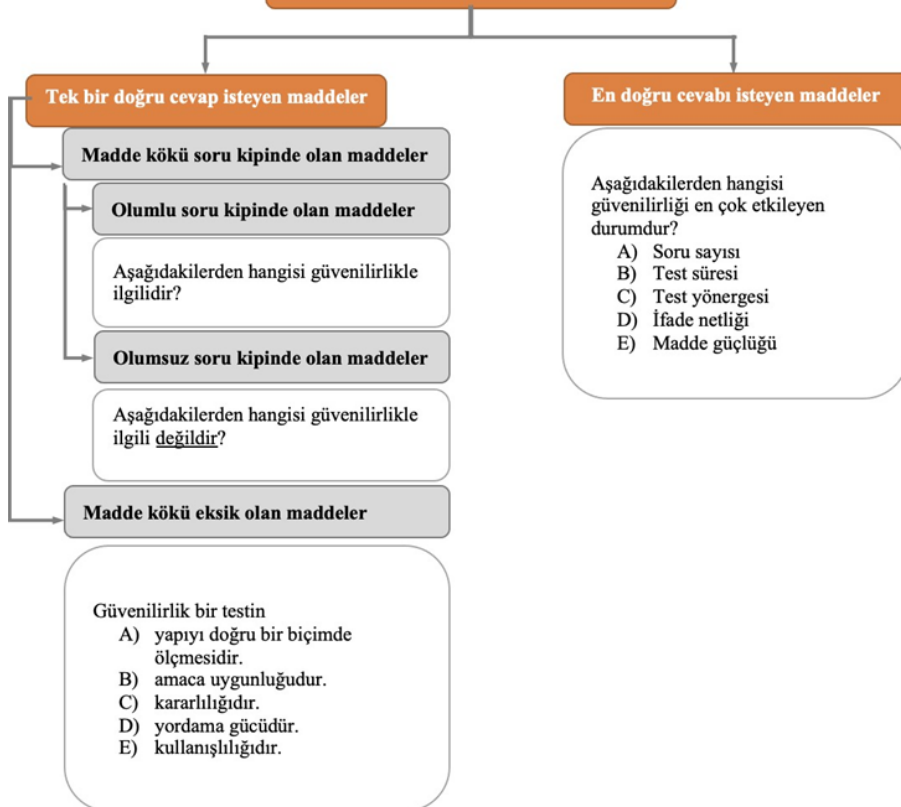 Tek bir doğru cevap isteyen maddeler
Madde kökü soru kipinde olan maddeler
Olumlu soru kipinde olan maddeler
Aşağıdakilerden hangisi güvenilirlikle
ilgilidir?
Olumsuz soru kipinde olan maddeler
Aşağıdakilerden hangisi güvenilirlikle
ilgili değildir?
Madde kökü eksik olan maddeler
Güvenilirlik bir testin
A) yapıyı doğru bir biçimde
ölçmesidir.
B) amaca uygunluğudur.
C) kararlılığıdır.
D) yordama gücüdür.
E) kullanışlılığıdır.
En doğru cevabı isteyen maddeler
Aşağıdakilerden hangisi
güvenilirliği en çok etkileyen
durumdur?
A) Soru sayısı
B) Test süresi
C) Test yönergesi
D) İfade netliği
E) Madde güçlüğü